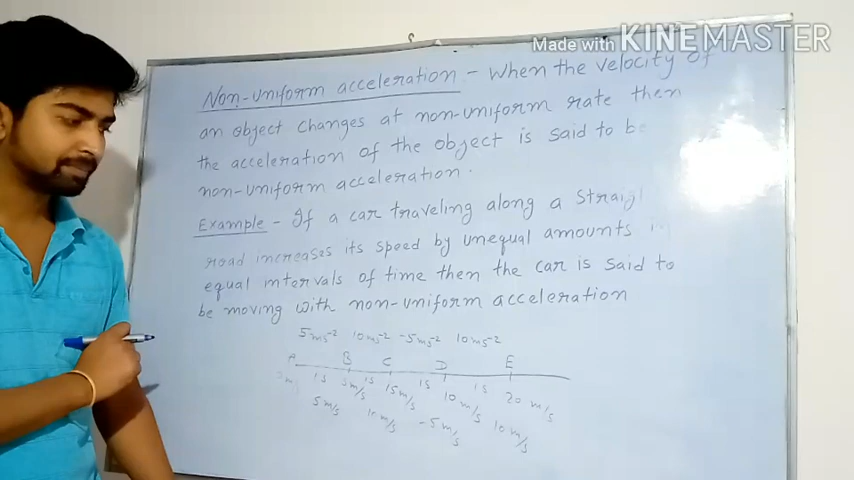 Made with KINEMASTER
Non-uniform acceleration - When the velocity of
an object changes at non-uniform rate then
the acceleration of the object is said to be
non-uniform acceleration.
Example - If a car traveling along a Straigh
road increases its speed by unequal amounts in
equal intervals of time then the car is said to
be moving with non-uniform acceleration
5ms-2 10ms-2 -5ms-2 10ms-2
A B C D E
1s 5m/s 1s 15m/s 1s 10m/s 1s 20 m/s
5m/s 10m/s -5m/s 10m/s